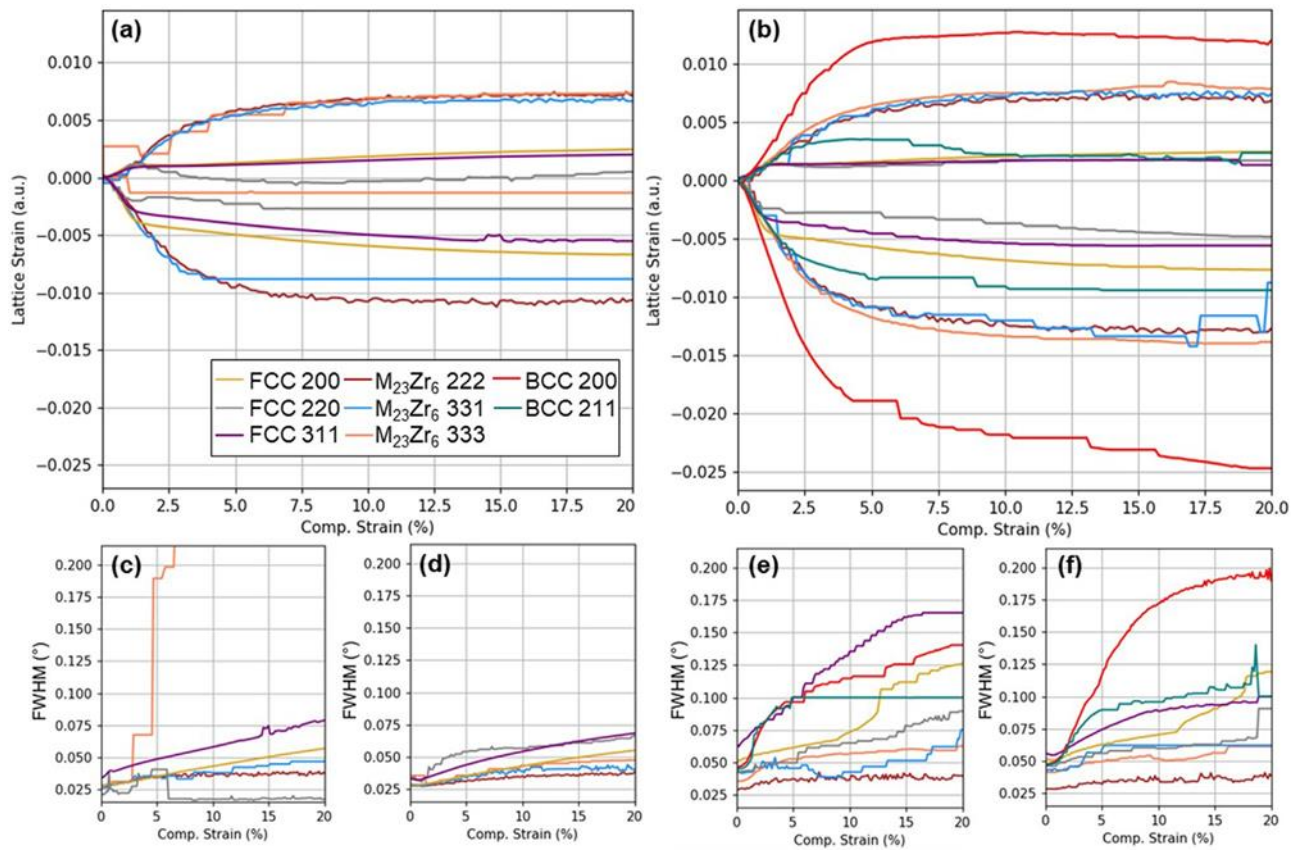 (a)
(b)
0.010
0.005
0.000
−0.005
−0.010
−0.015
−0.020
−0.025
Lattice Strain (a.u.)
0.0 2.5 5.0 7.5 10.0 12.5 15.0 17.5 20.0
Comp. Strain (%)
FCC 200 M₂₃Zr₆ 222 BCC 200
FCC 220 M₂₃Zr₆ 331 BCC 211
FCC 311 M₂₃Zr₆ 333
0.010
0.005
0.000
−0.005
−0.010
−0.015
−0.020
−0.025
Lattice Strain (a.u.)
0.0 2.5 5.0 7.5 10.0 12.5 15.0 17.5 20.0
Comp. Strain (%)
(c)
0.200
0.175
0.150
0.125
0.100
0.075
0.050
0.025
FWHM (°)
0 5 10 15 20
Comp. Strain (%)
(d)
0.200
0.175
0.150
0.125
0.100
0.075
0.050
0.025
FWHM (°)
0 5 10 15 20
Comp. Strain (%)
(e)
0.200
0.175
0.150
0.125
0.100
0.075
0.050
0.025
FWHM (°)
0 5 10 15 20
Comp. Strain (%)
(f)
0.200
0.175
0.150
0.125
0.100
0.075
0.050
0.025
FWHM (°)
0 5 10 15 20
Comp. Strain (%)